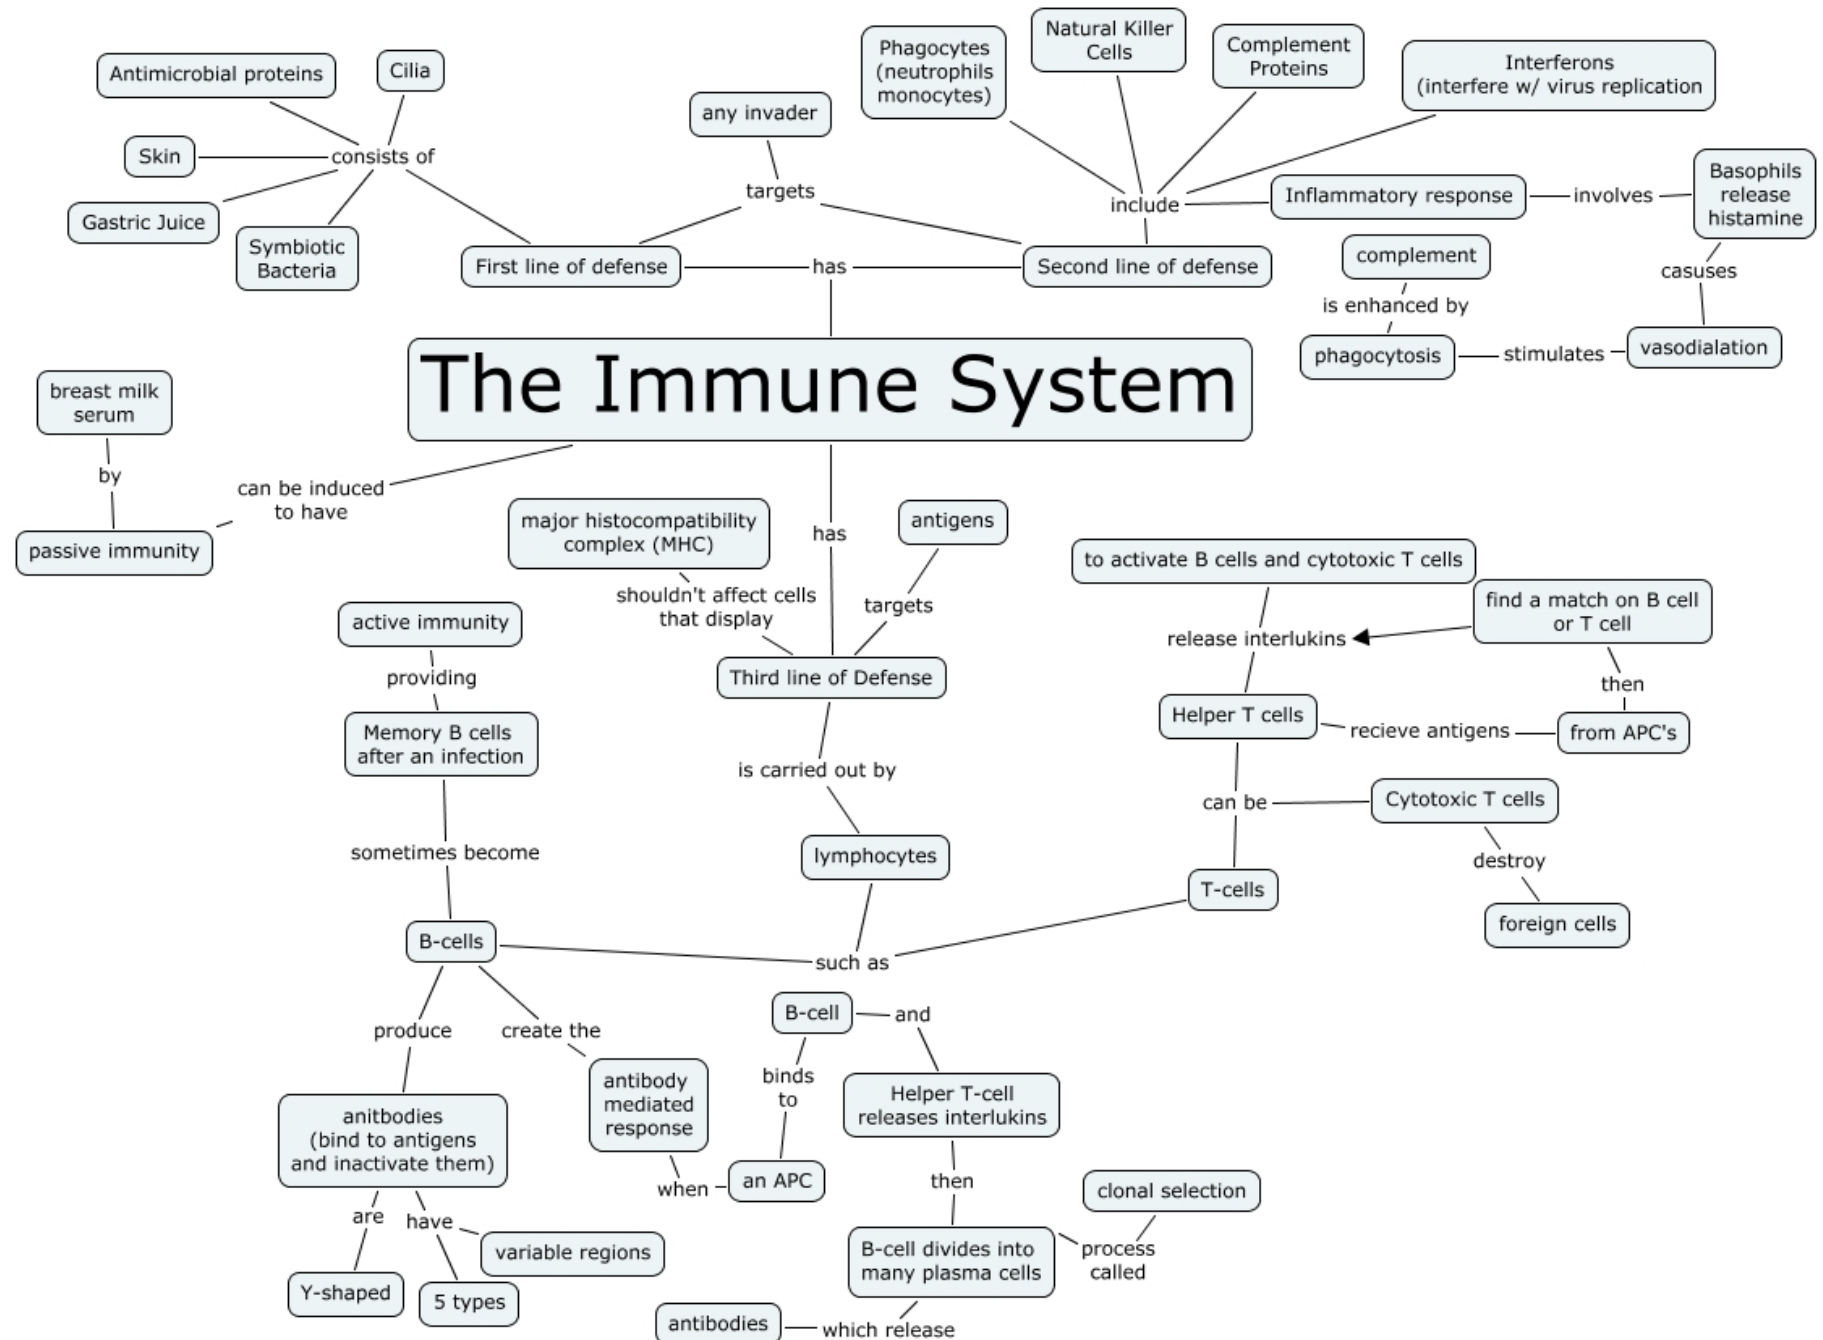 Antimicrobial proteins
Cilia
Skin
consists of
Gastric Juice
Symbiotic
Bacteria
any invader
targets
First line of defense
has
Second line of defense
Phagocytes
(neutrophils
monocytes)
Natural Killer
Cells
Complement
Proteins
Interferons
(interfere w/ virus replication
include
Inflammatory response
involves
Basophils
release
histamine
casuses
vasodialation
stimulates
phagocytosis
is enhanced by
complement
The Immune System
breast milk
serum
by
passive immunity
can be induced
to have
has
major histocompatibility
complex (MHC)
shouldn't affect cells
that display
antigens
targets
Third line of Defense
is carried out by
lymphocytes
such as
active immunity
providing
Memory B cells
after an infection
sometimes become
B-cells
to activate B cells and cytotoxic T cells
find a match on B cell
or T cell
release interlukins
then
Helper T cells
recieve antigens
from APC's
can be
Cytotoxic T cells
destroy
foreign cells
T-cells
produce
create the
anitbodies
(bind to antigens
and inactivate them)
are
have
Y-shaped
5 types
variable regions
antibody
mediated
response
when
an APC
binds
to
B-cell
and
Helper T-cell
releases interlukins
then
B-cell divides into
many plasma cells
process
called
clonal selection
which release
antibodies